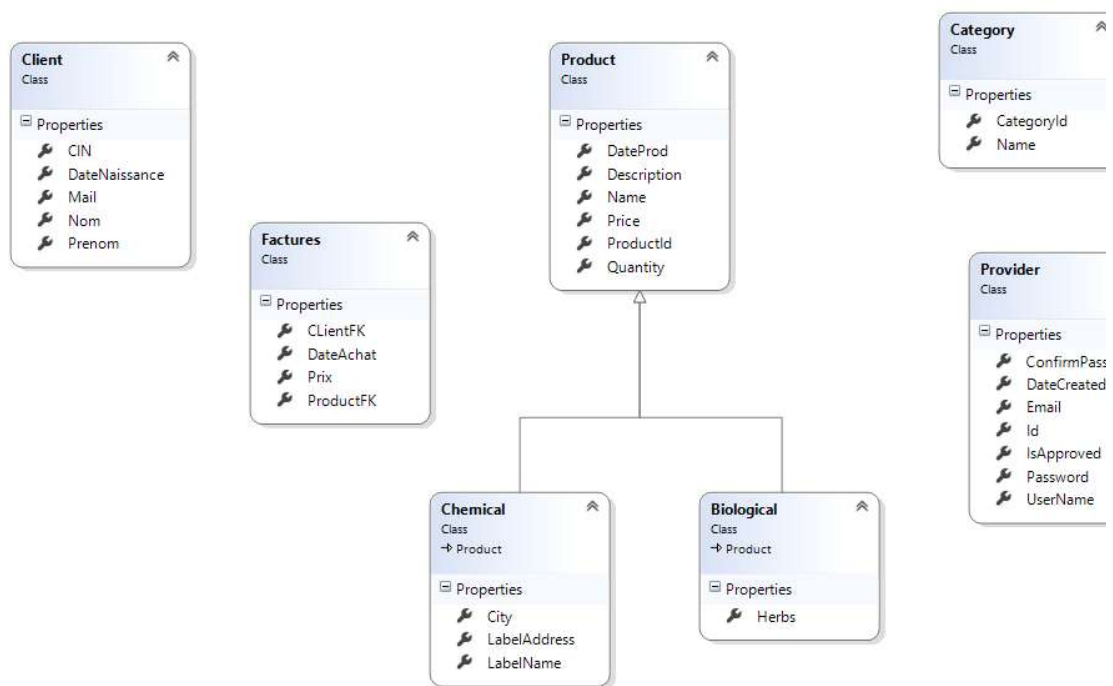 Client
Class
Properties
CIN
DateNaissance
Mail
Nom
Prenom
Factures
Class
Properties
CLientFK
DateAchat
Prix
ProductFK
Product
Class
Properties
DateProd
Description
Name
Price
ProductId
Quantity
Chemical
Class
Product
Properties
City
LabelAddress
LabelName
Biological
Class
Product
Properties
Herbs
Category
Class
Properties
CategoryId
Name
Provider
Class
Properties
ConfirmPass
DateCreated
Email
Id
IsApproved
Password
UserName